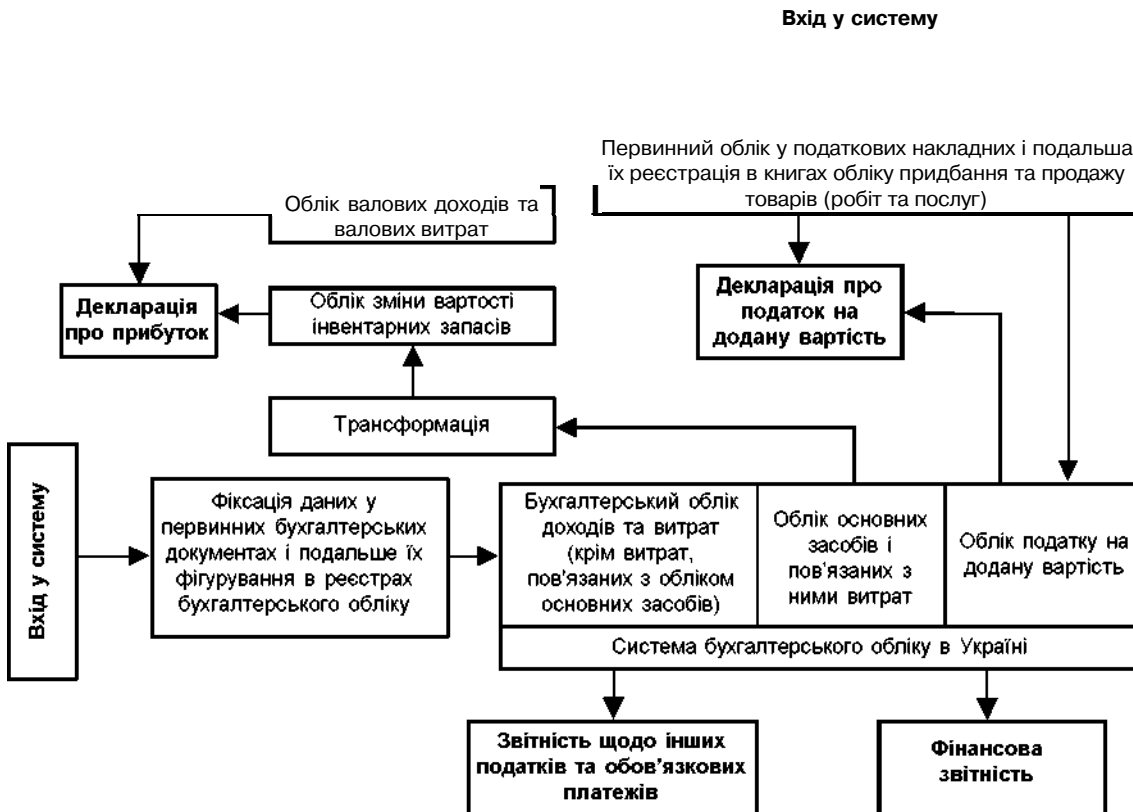 Вхід у систему
Первинний облік у податкових накладних і подальша
їх реєстрація в книгах обліку придбання та продажу
товарів (робіт та послуг)
Облік валових доходів та
валових витрат
Декларація
про прибуток
Облік зміни вартості
інвентарних запасів
Декларація про
податок на
додану вартість
Трансформація
Вхід у систему
Фіксація даних у
первинних бухгалтерських
документах і подальше їх
фігурування в реєстрах
бухгалтерського обліку
Бухгалтерський облік
доходів та витрат
(крім витрат,
пов'язаних з обліком
основних засобів)
Облік основних
засобів і
пов'язаних з
ними витрат
Облік податку на
додану вартість
Система бухгалтерського обліку в Україні
Звітність щодо інших
податків та обов'язкових
платежів
Фінансова
звітність